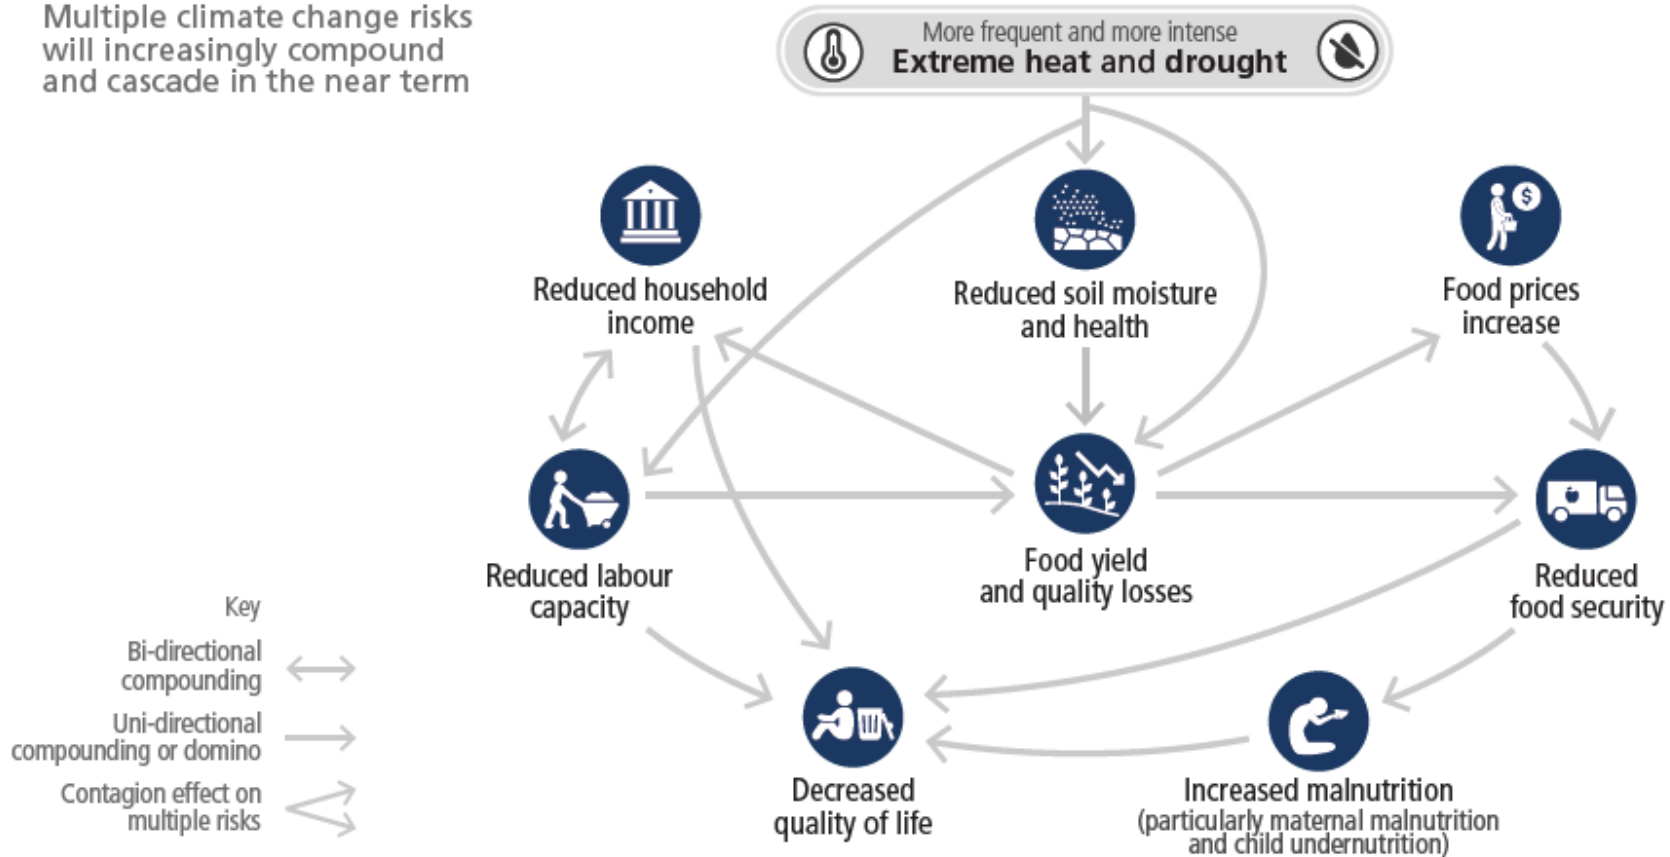 Multiple climate change risks
will increasingly compound
and cascade in the near term
More frequent and more intense
Extreme heat and drought
Reduced household
income
Reduced soil moisture
and health
$
Food prices
increase
Reduced labour
capacity
Food yield
and quality losses
Reduced
food security
Decreased
quality of life
Increased malnutrition
(particularly maternal malnutrition
and child undernutrition)
Key
Bi-directional
compounding
Uni-directional
compounding or domino
Contagion effect on
multiple risks